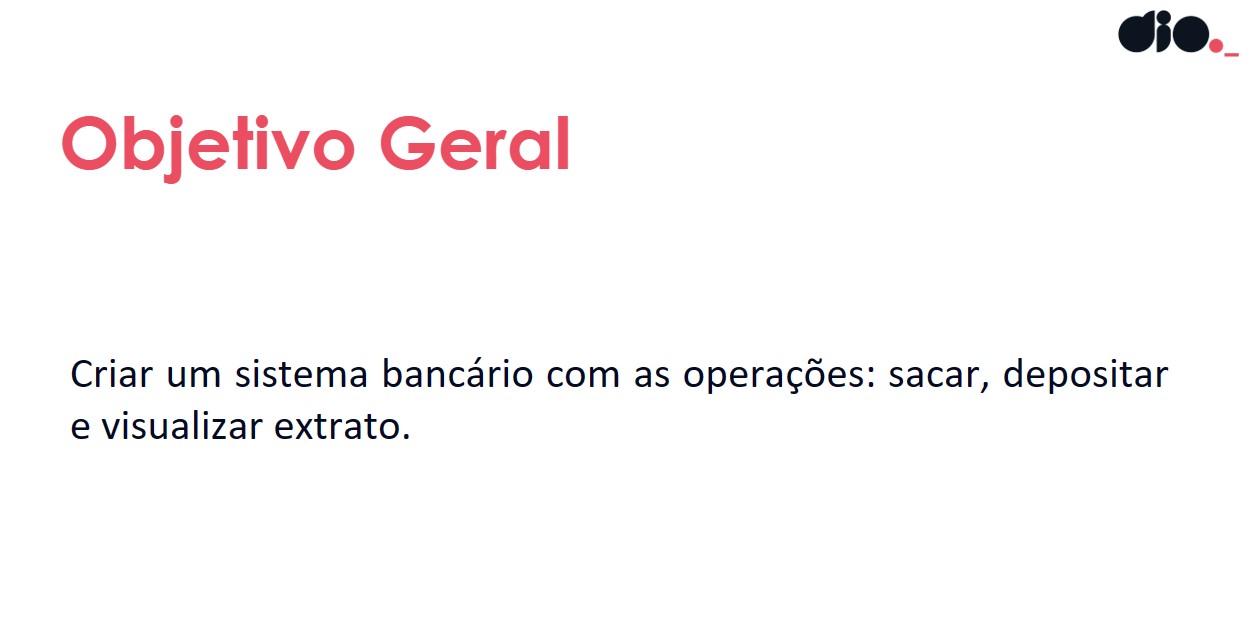 dio._
Objetivo Geral
Criar um sistema bancário com as operações: sacar, depositar
e visualizar extrato.